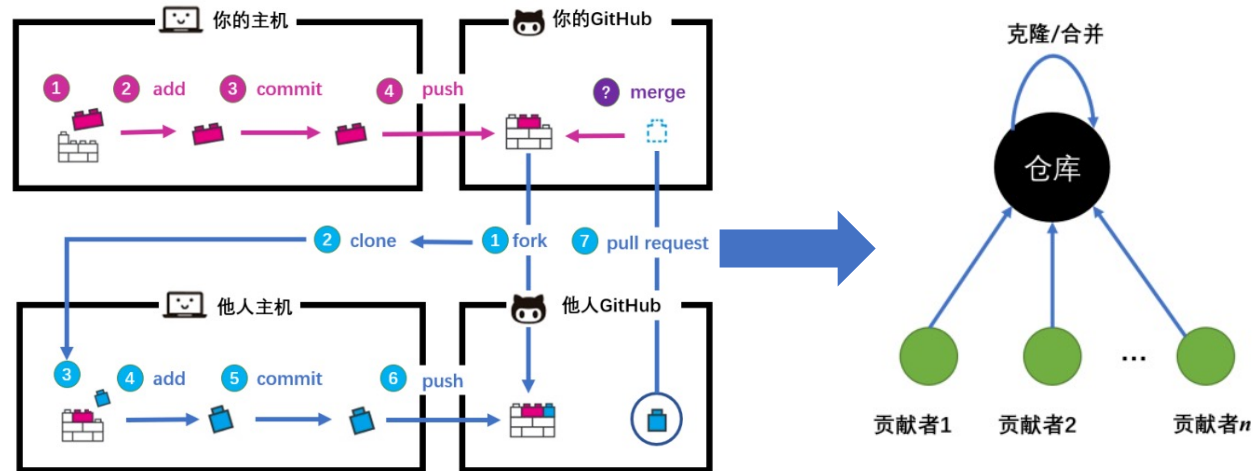 你的主机
你的GitHub
1
2 add
3 commit
4 push
? merge
2 clone
1 fork
7 pull request
他人主机
他人GitHub
3
4 add
5 commit
6 push
克隆/合并
仓库
...
贡献者1
贡献者2
贡献者n